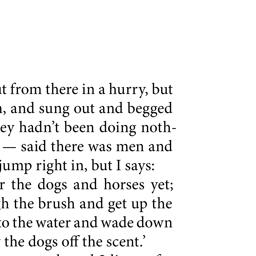 from there in a hurry, but
and sung out and begged
hadn’t been doing noth-
— said there was men and
jump right in, but I says:
the dogs and horses yet;
the brush and get up the
to the water and wade down
the dogs off the scent.’